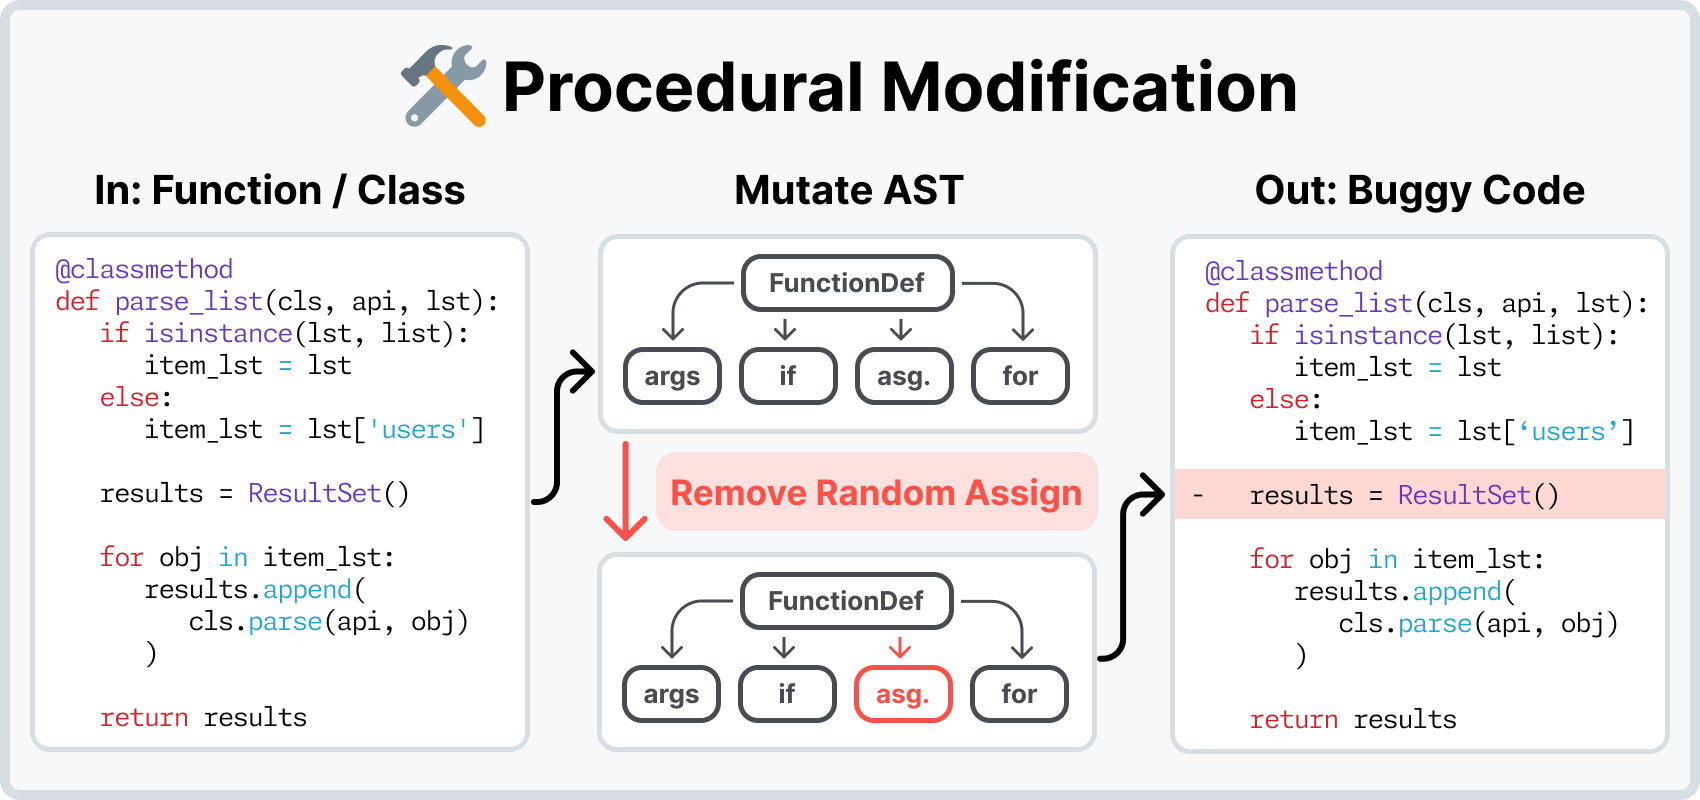 Procedural Modification
In: Function / Class
@classmethod
def parse_list(cls, api, lst):
   if isinstance(lst, list):
      item_lst = lst
   else:
      item_lst = lst['users']
   results = ResultSet()
   for obj in item_lst:
      results.append(
         cls.parse(api, obj)
      )
   return results
Mutate AST
FunctionDef
args if asg. for
Remove Random Assign
FunctionDef
args if asg. for
Out: Buggy Code
@classmethod
def parse_list(cls, api, lst):
   if isinstance(lst, list):
      item_lst = lst
   else:
      item_lst = lst[‘users’]
-   results = ResultSet()
   for obj in item_lst:
      results.append(
         cls.parse(api, obj)
      )
   return results